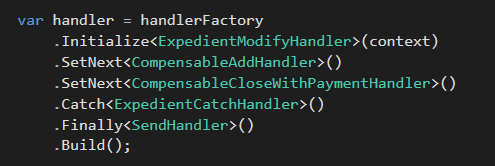 var handler = handlerFactory
.Initialize<ExpedientModifyHandler>(context)
.SetNext<CompensableAddHandler>()
.SetNext<CompensableCloseWithPaymentHandler>()
.Catch<ExpedientCatchHandler>()
.Finally<SendHandler>()
.Build();